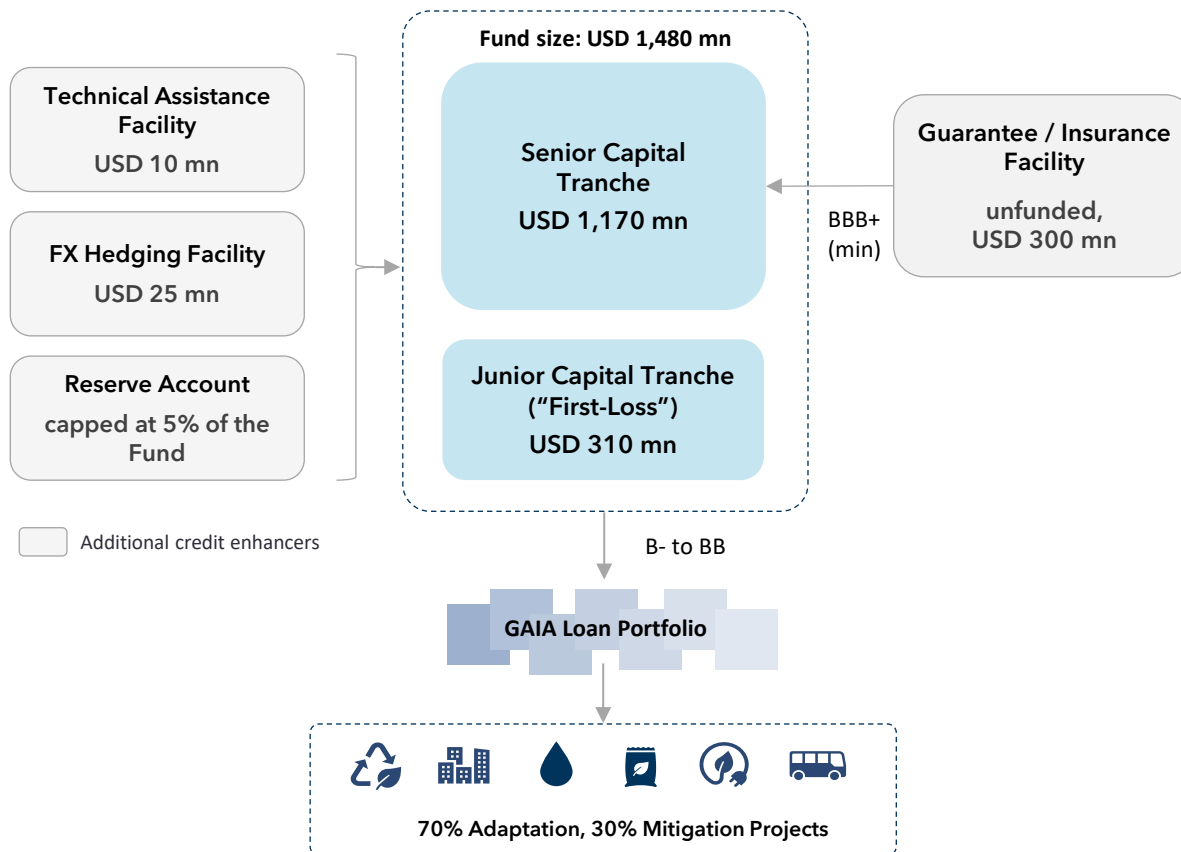 Fund size: USD 1,480 mn
Technical Assistance
Facility
USD 10 mn
FX Hedging Facility
USD 25 mn
Reserve Account
capped at 5% of the
Fund
Additional credit enhancers
Senior Capital
Tranche
USD 1,170 mn
Junior Capital Tranche
(“First-Loss”)
USD 310 mn
BBB+
(min)
Guarantee / Insurance
Facility
unfunded,
USD 300 mn
B- to BB
GAIA Loan Portfolio
70% Adaptation, 30% Mitigation Projects